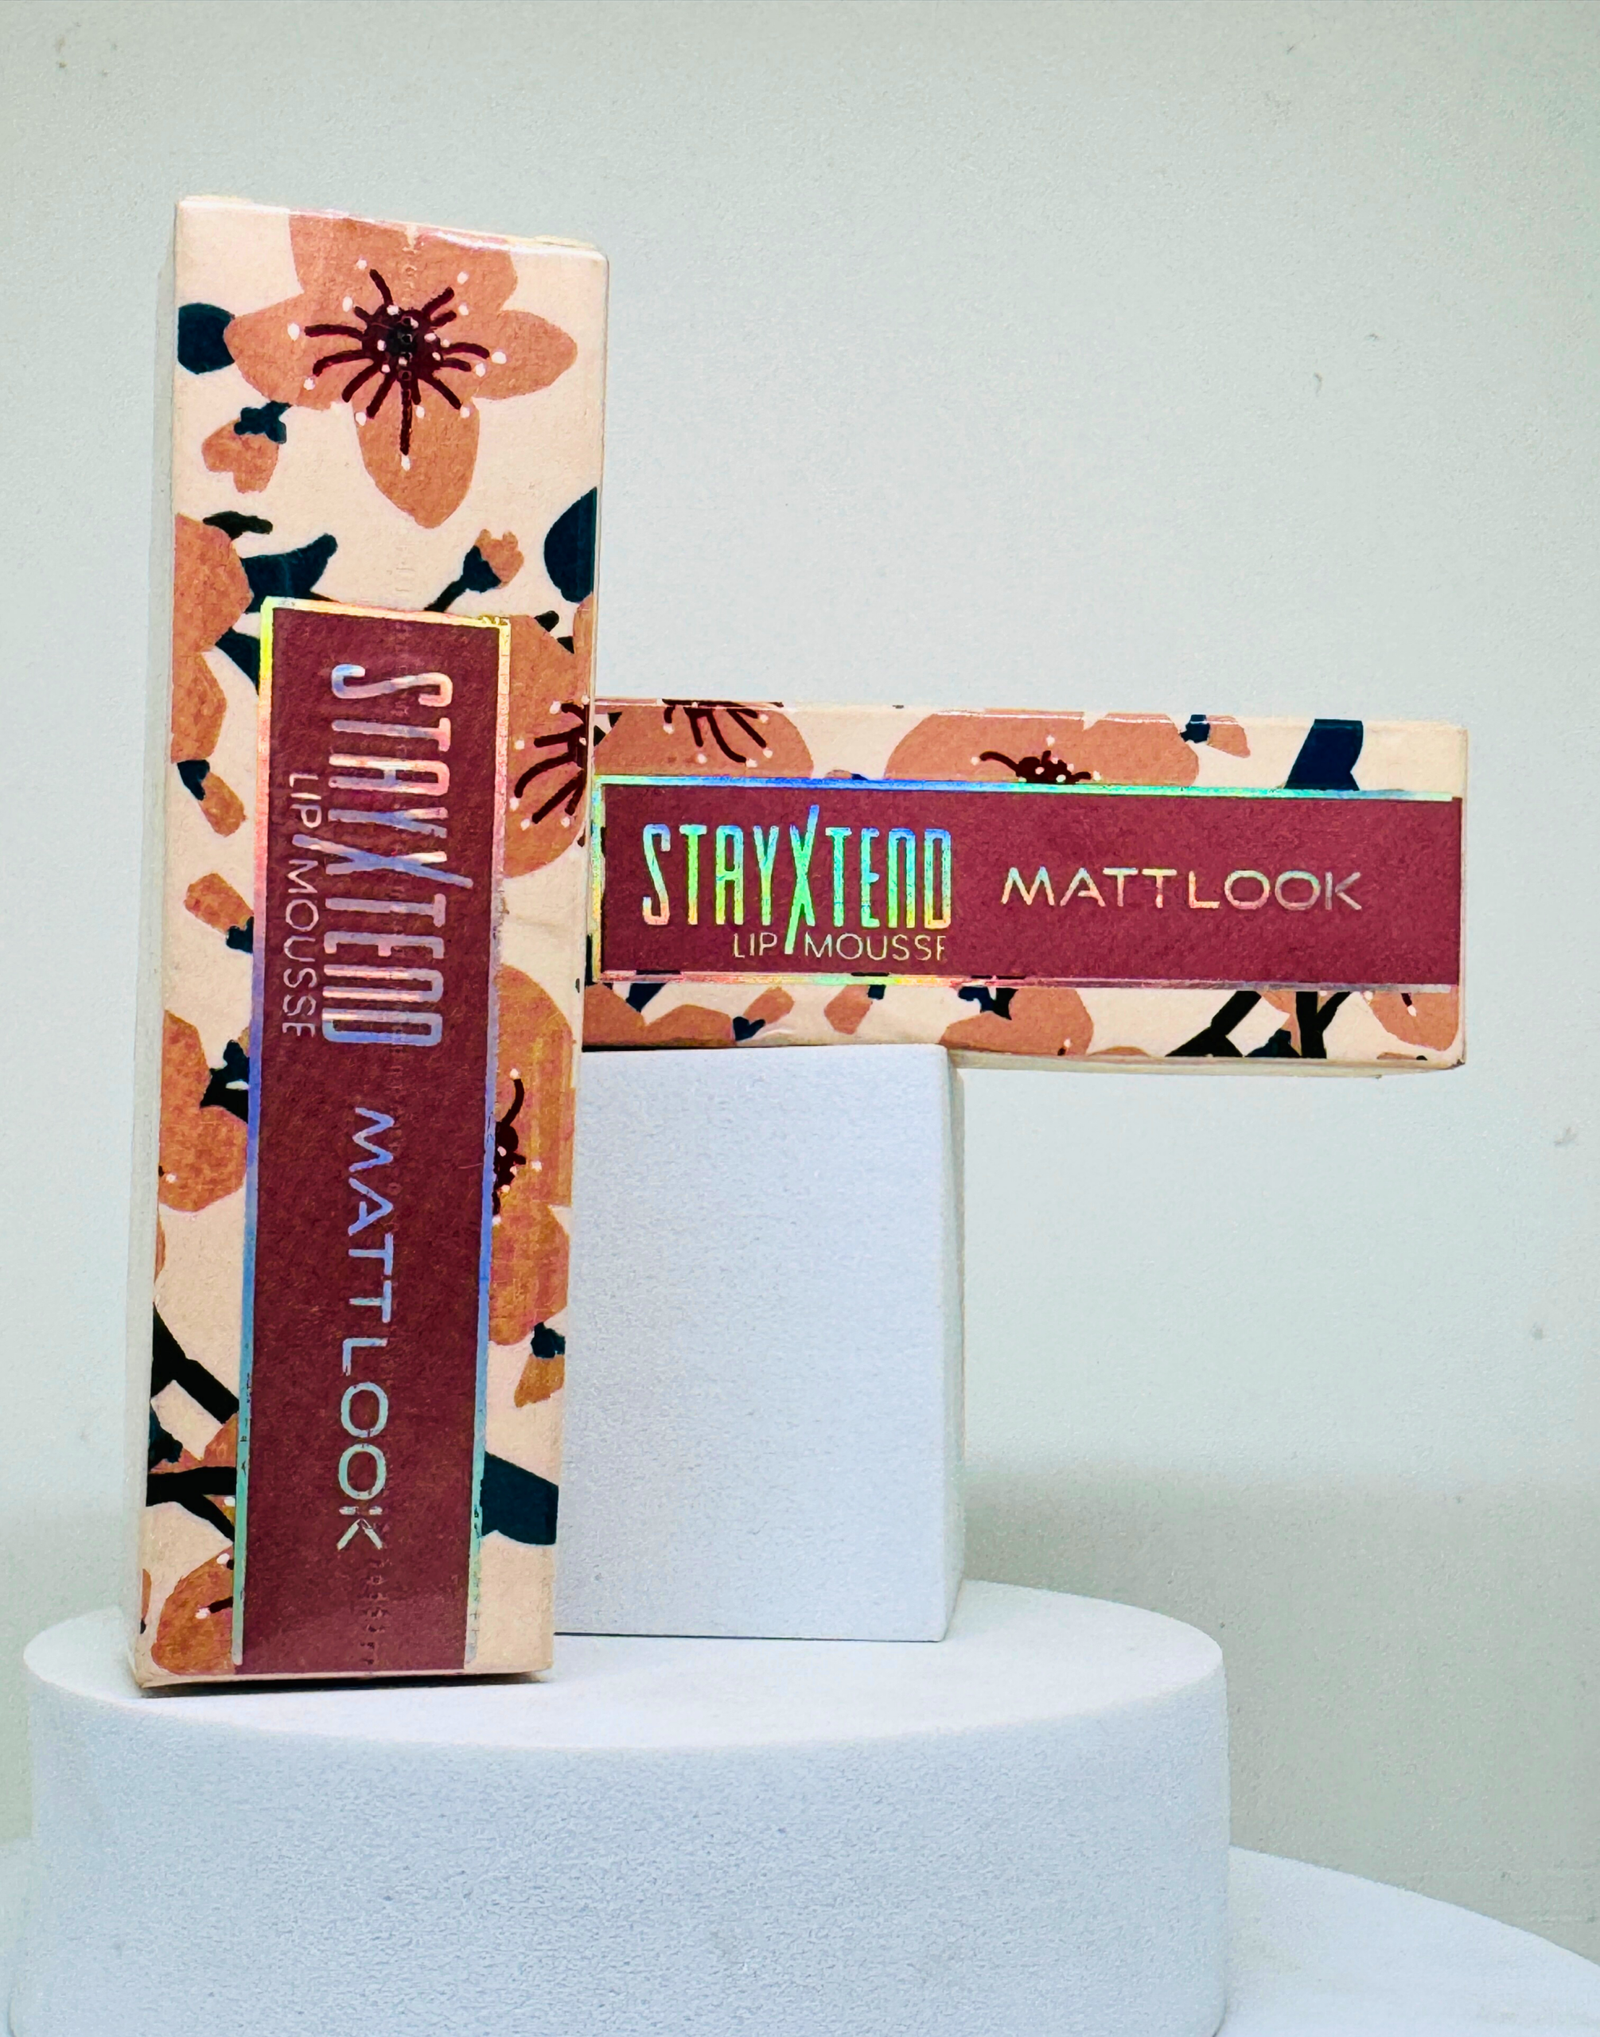 STAYXTEND
LIP MOUSSE
MATTLOOK
STAYXTEND
LIP MOUSSE
MATTLOOK